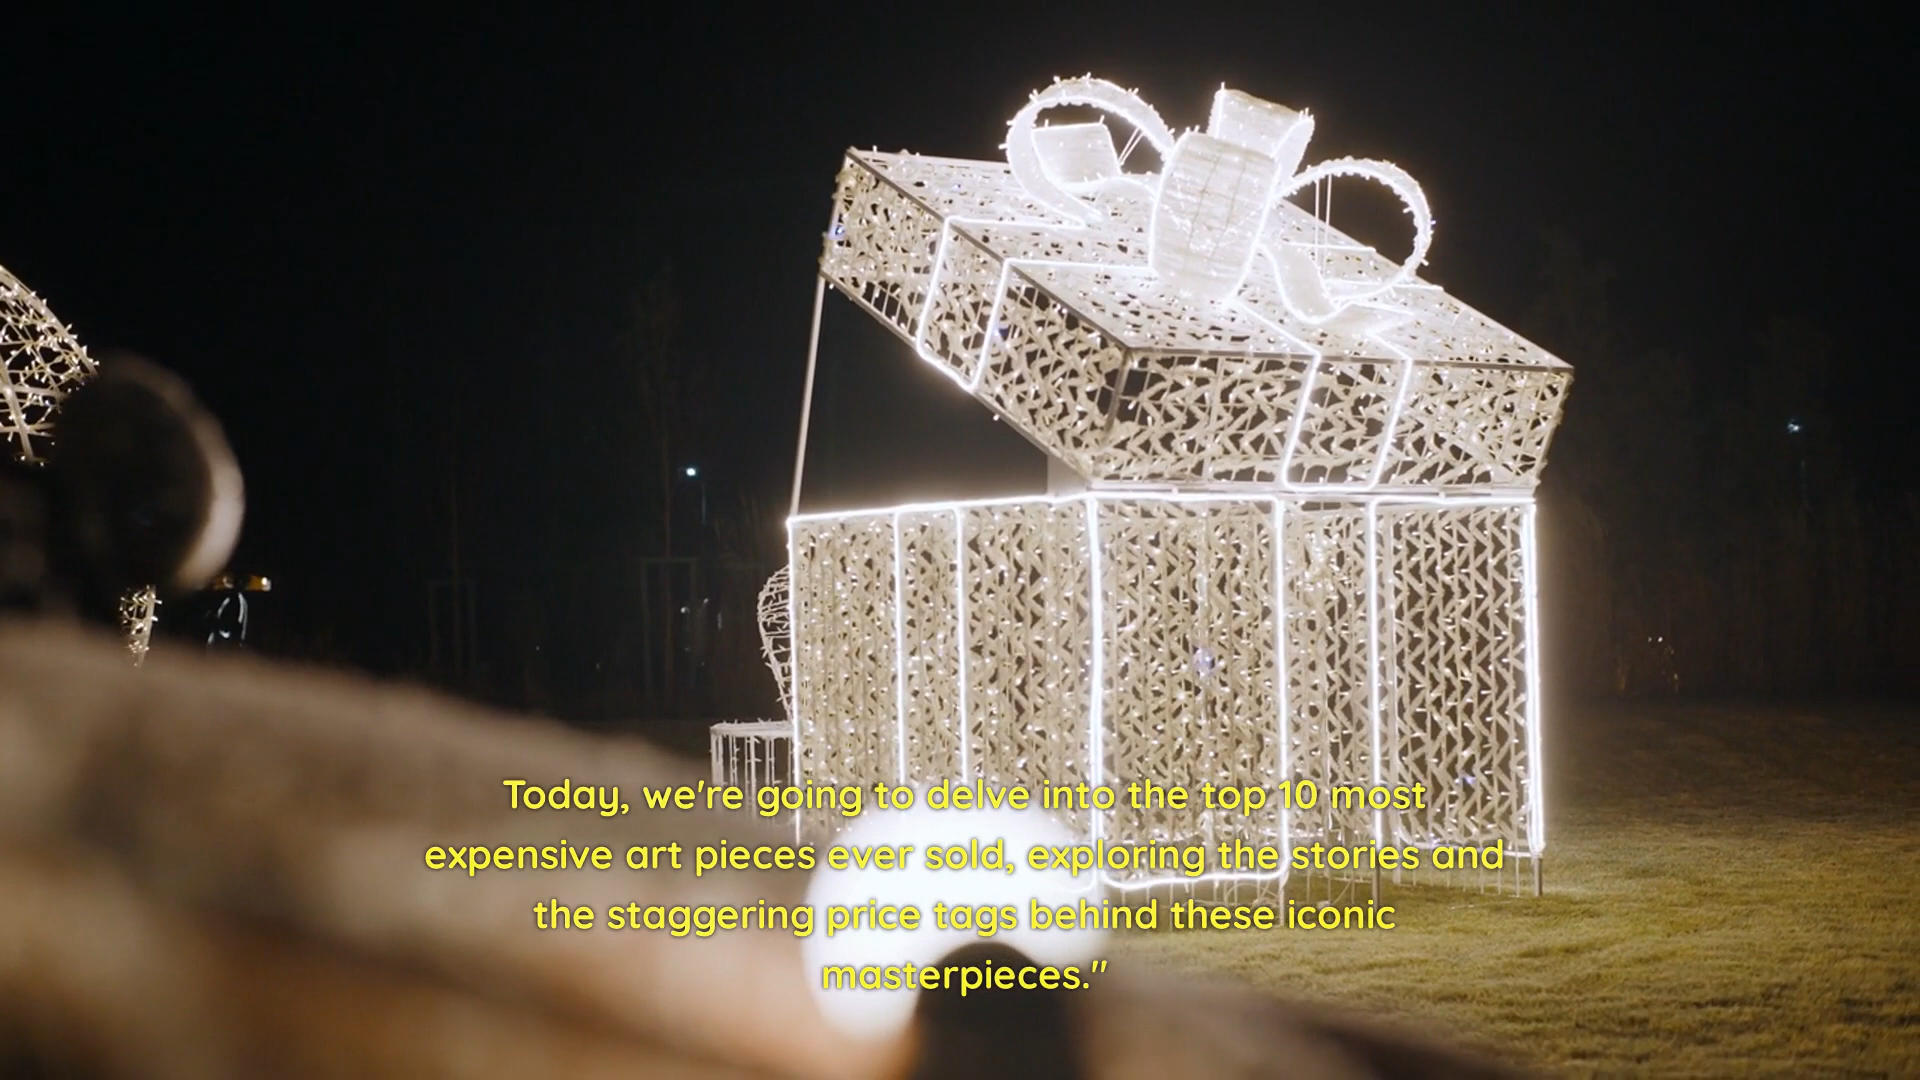 Today, we're going to delve into the top 10 most
expensive art pieces ever sold, exploring the stories and
the staggering price tags behind these iconic
masterpieces."